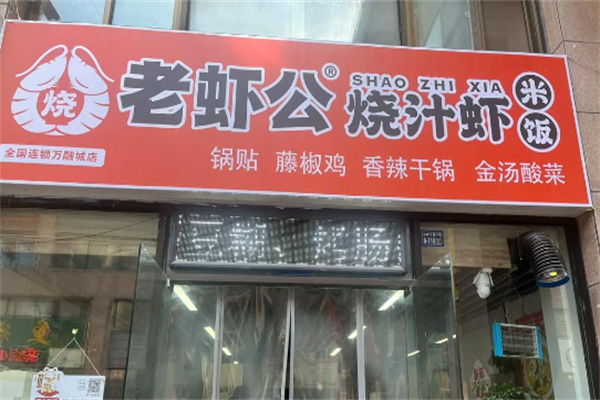 烧
老虾公®
SHAO ZHI XIA
烧汁虾
米饭
全国连锁万融城店
锅贴 藤椒鸡 香辣干锅 金汤酸菜